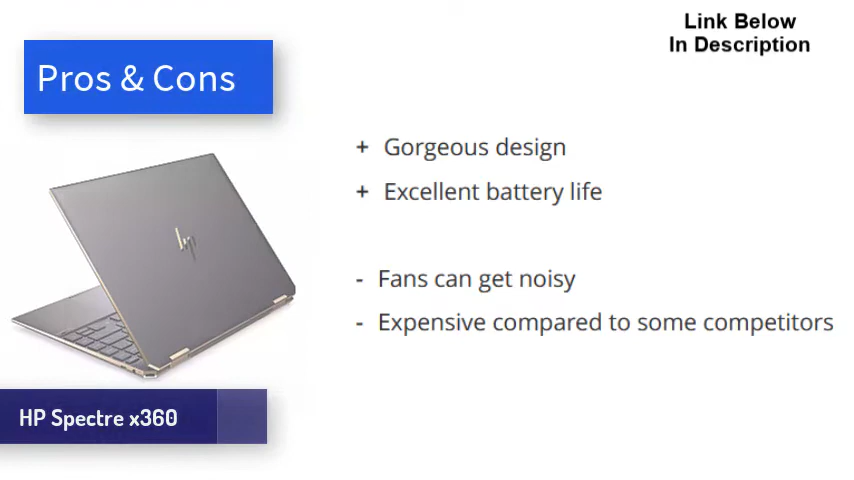 Link Below
In Description
Pros & Cons
+ Gorgeous design
+ Excellent battery life
- Fans can get noisy
- Expensive compared to some competitors
hp
HP Spectre x360